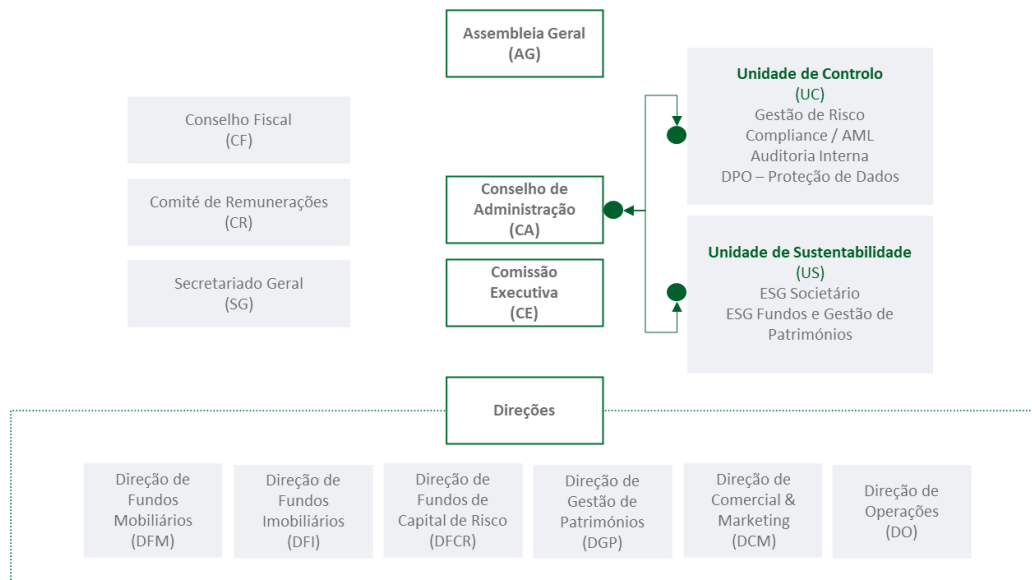 Assembleia Geral
(AG)
Unidade de Controlo
(UC)
Gestão de Risco
Compliance / AML
Auditoria Interna
DPO – Proteção de Dados
Conselho Fiscal
(CF)
Comité de Remunerações
(CR)
Conselho de
Administração
(CA)
Secretariado Geral
(SG)
Comissão
Executiva
(CE)
Unidade de Sustentabilidade
(US)
ESG Societário
ESG Fundos e Gestão de
Patrimónios
Direções
Direção de
Fundos
Mobiliários
(DFM)
Direção de
Fundos
Imobiliários
(DFI)
Direção de
Fundos de
Capital de Risco
(DFCR)
Direção de
Gestão de
Patrimónios
(DGP)
Direção de
Comercial &
Marketing
(DCM)
Direção de
Operações
(DO)